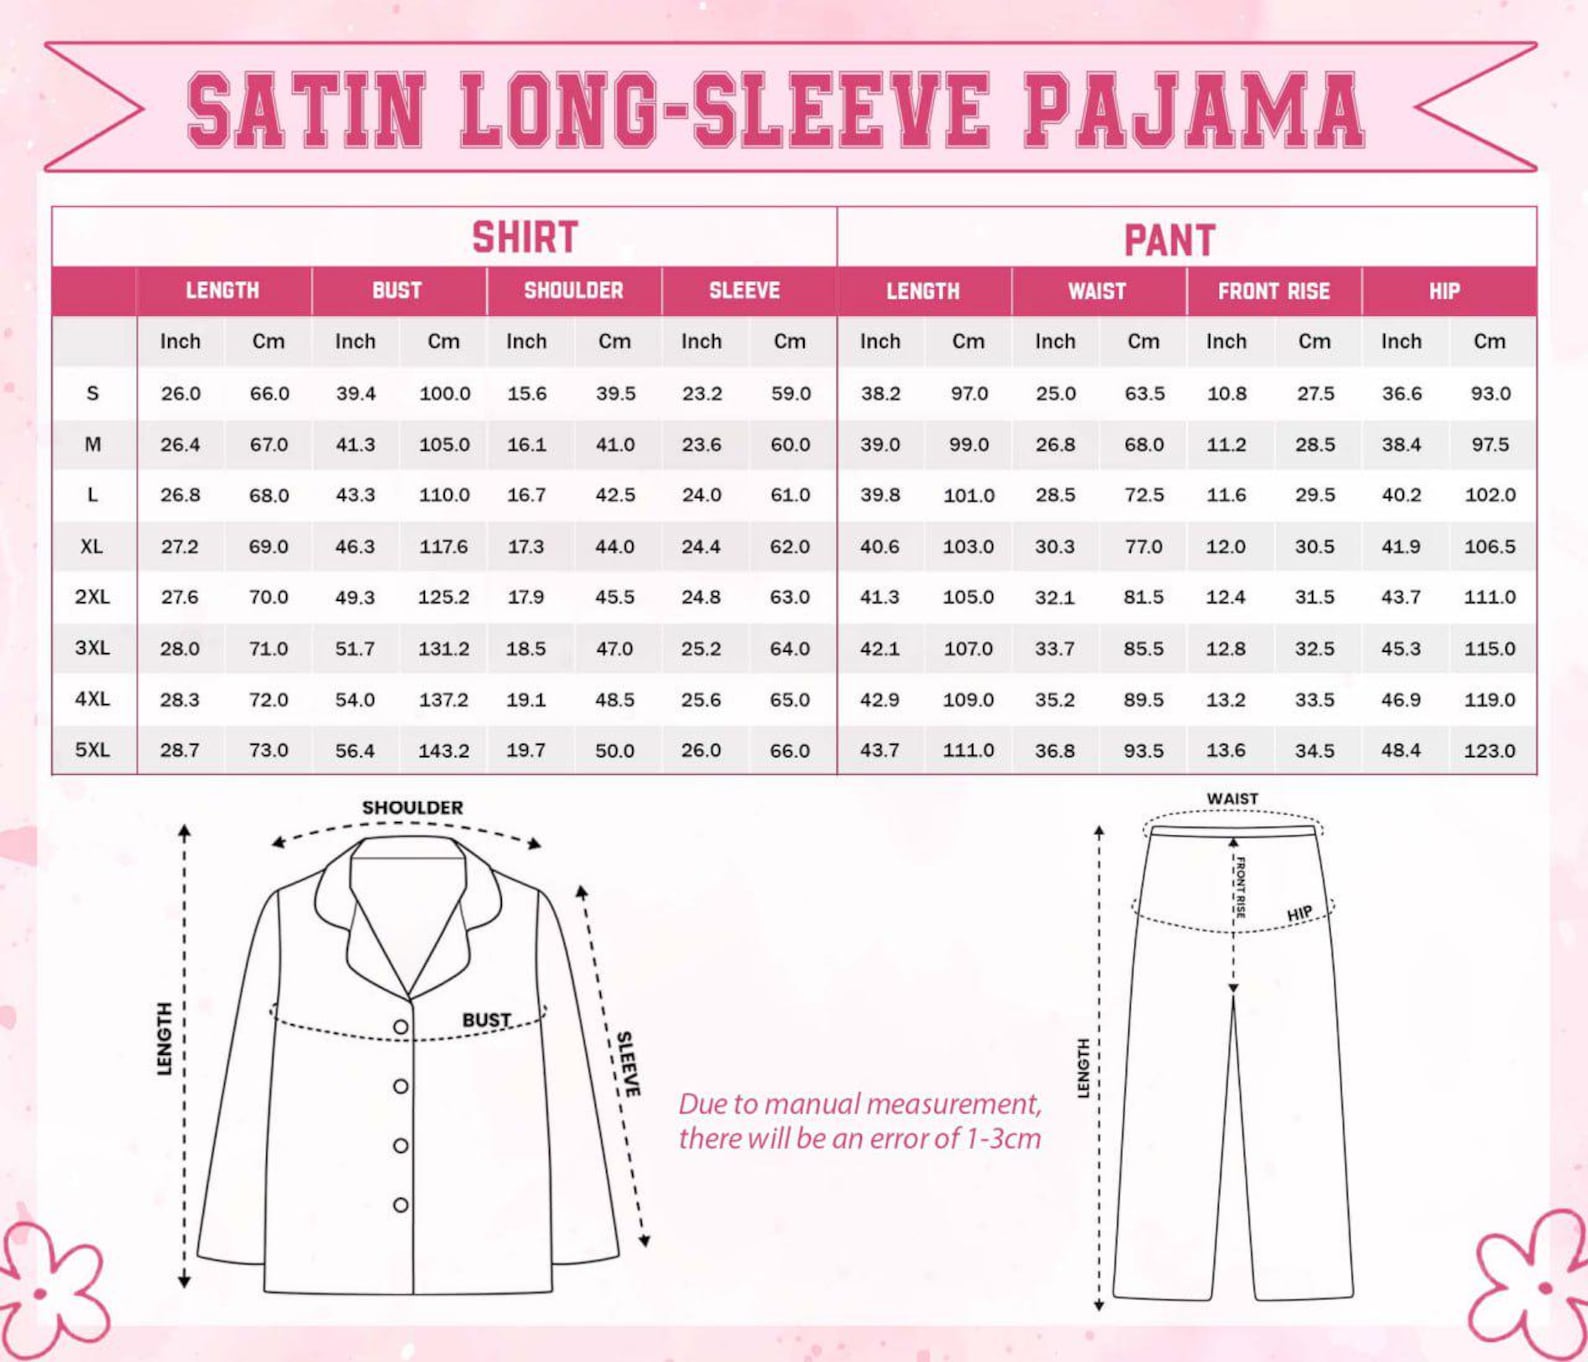 SATIN LONG-SLEEVE PAJAMA
SHIRT PANT
LENGTH BUST SHOULDER SLEEVE LENGTH WAIST FRONT RISE HIP
Inch Cm Inch Cm Inch Cm Inch Cm Inch Cm Inch Cm Inch Cm Inch Cm
S 26.0 66.0 39.4 100.0 15.6 39.5 23.2 59.0 38.2 97.0 25.0 63.5 10.8 27.5 36.6 93.0
M 26.4 67.0 41.3 105.0 16.1 41.0 23.6 60.0 39.0 99.0 26.8 68.0 11.2 28.5 38.4 97.5
L 26.8 68.0 43.3 110.0 16.7 42.5 24.0 61.0 39.8 101.0 28.5 72.5 11.6 29.5 40.2 102.0
XL 27.2 69.0 46.3 117.6 17.3 44.0 24.4 62.0 40.6 103.0 30.3 77.0 12.0 30.5 41.9 106.5
2XL 27.6 70.0 49.3 125.2 17.9 45.5 24.8 63.0 41.3 105.0 32.1 81.5 12.4 31.5 43.7 111.0
3XL 28.0 71.0 51.7 131.2 18.5 47.0 25.2 64.0 42.1 107.0 33.7 85.5 12.8 32.5 45.3 115.0
4XL 28.3 72.0 54.0 137.2 19.1 48.5 25.6 65.0 42.9 109.0 35.2 89.5 13.2 33.5 46.9 119.0
5XL 28.7 73.0 56.4 143.2 19.7 50.0 26.0 66.0 43.7 111.0 36.8 93.5 13.6 34.5 48.4 123.0
SHOULDER
LENGTH
BUST
SLEEVE
Due to manual measurement,
there will be an error of 1-3cm
WAIST
FRONT RISE
HIP
LENGTH